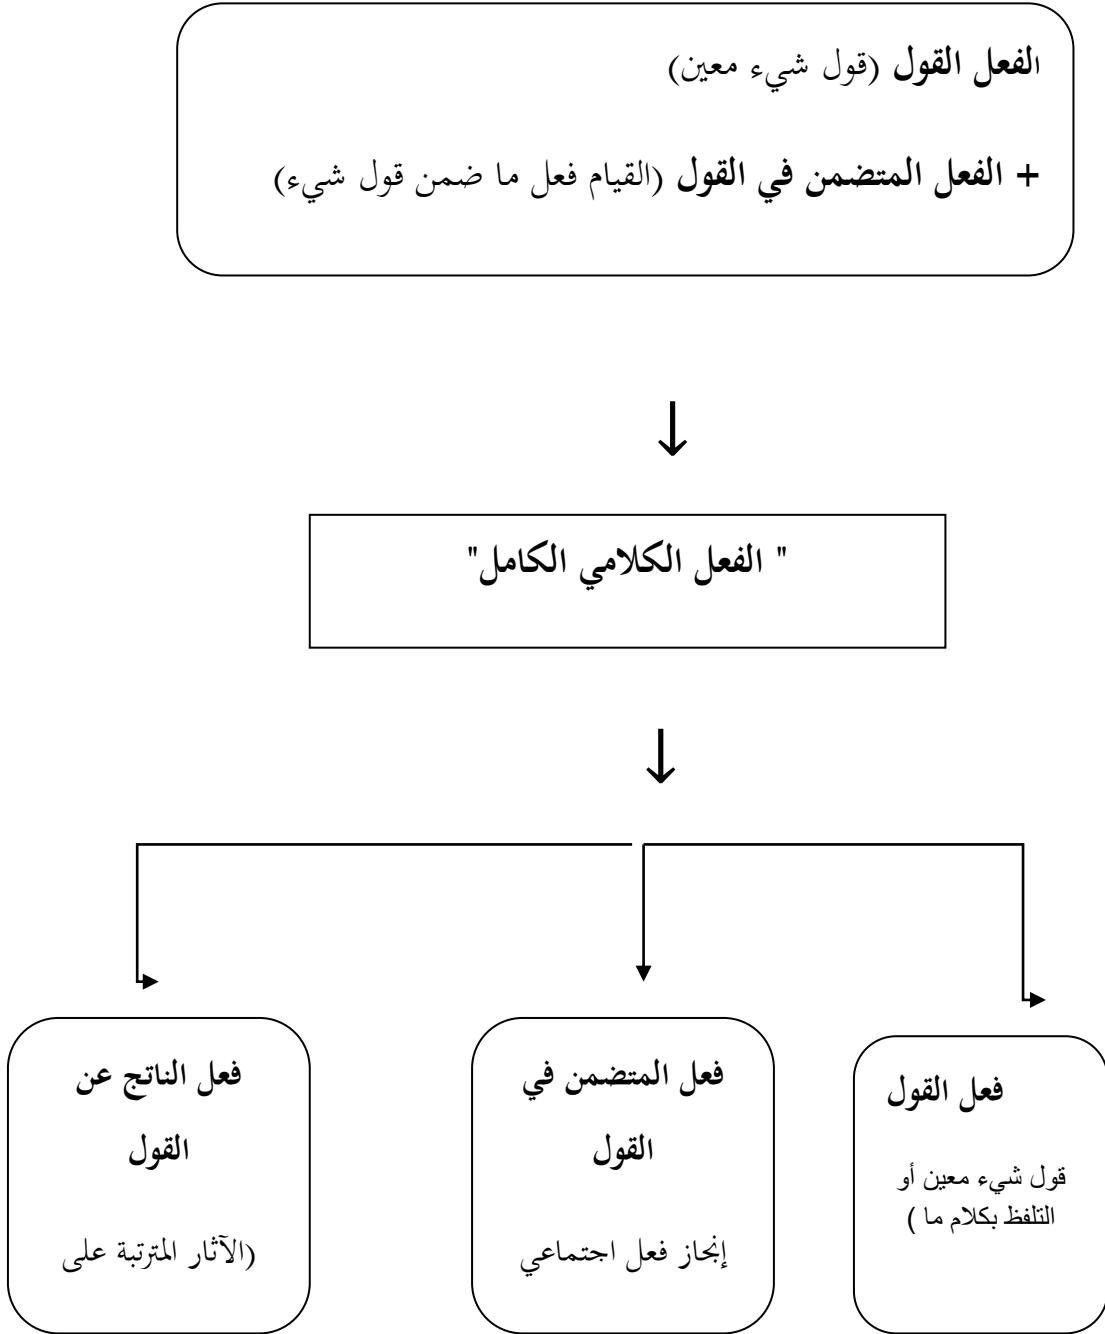 الفعل القول (قول شيء معين)
+ الفعل المتضمن في القول (القيام فعل ما ضمن قول شيء)
↓
" الفعل الكلامي الكامل"
↓
فعل القول
قول شيء معين أو
التلفظ بكلام ما )
فعل المتضمن في
القول
إنجاز فعل اجتماعي
فعل الناتج عن
القول
(الآثار المترتبة على